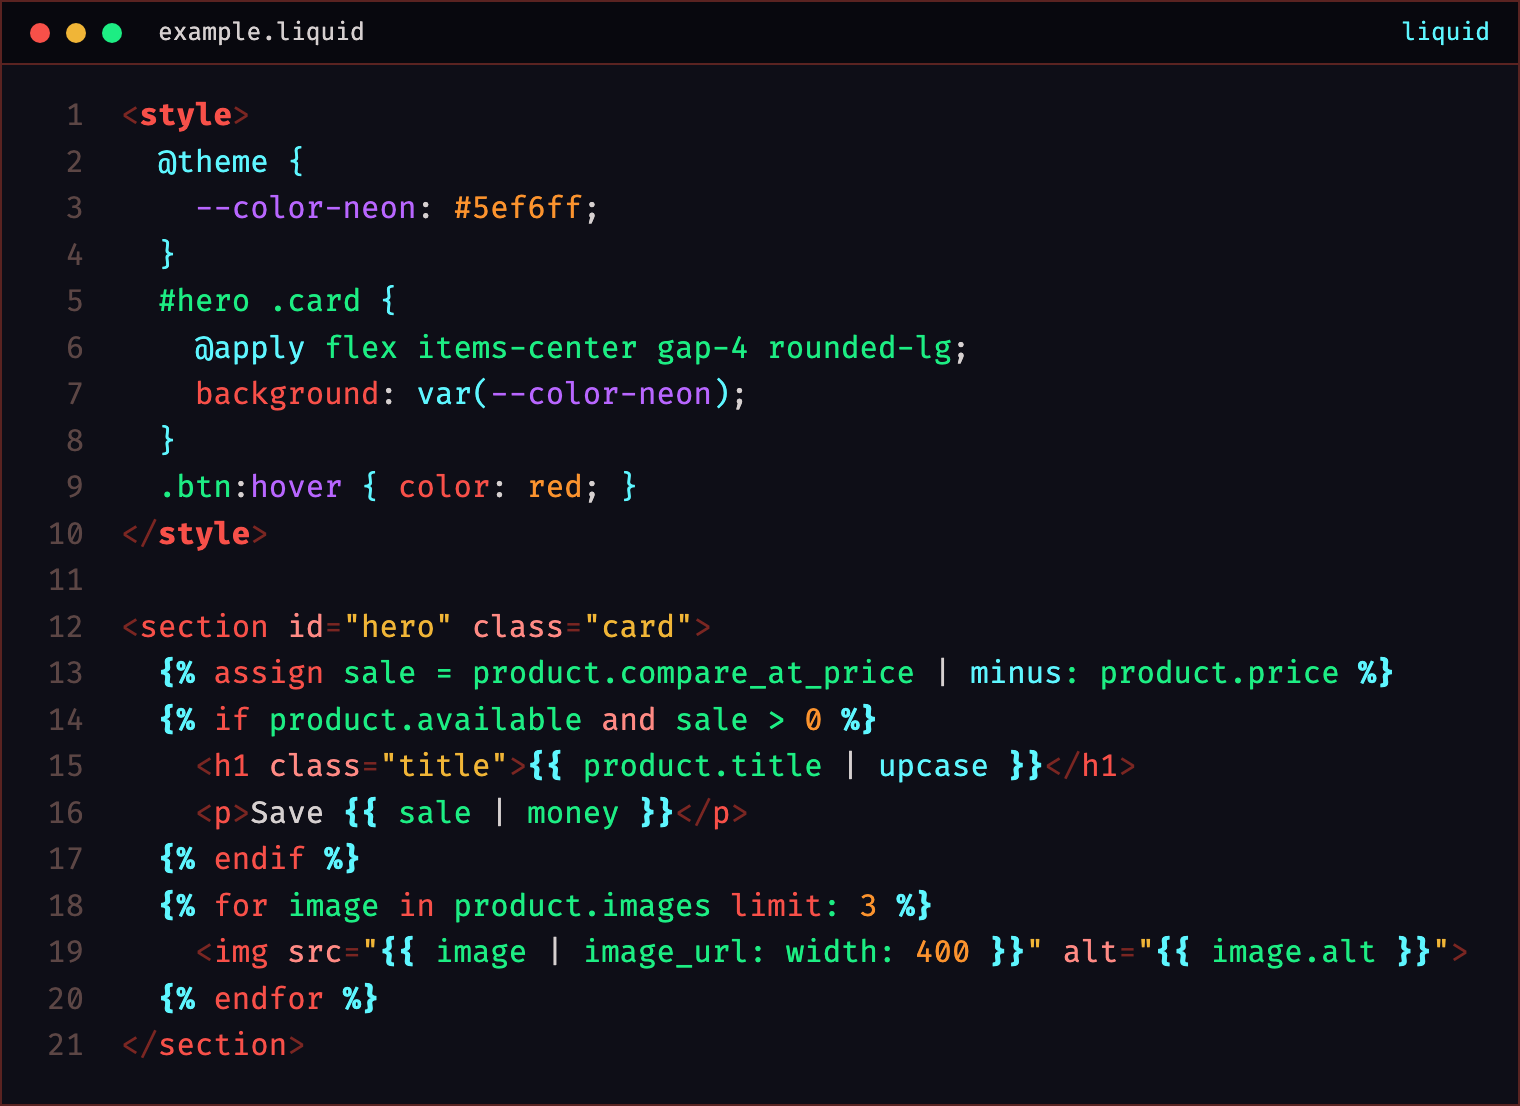 example.liquid
liquid
1 <style>
2   @theme {
3     --color-neon: #5ef6ff;
4   }
5   #hero .card {
6     @apply flex items-center gap-4 rounded-lg;
7     background: var(--color-neon);
8   }
9   .btn:hover { color: red; }
10 </style>
11
12 <section id="hero" class="card">
13   {% assign sale = product.compare_at_price | minus: product.price %}
14   {% if product.available and sale > 0 %}
15     <h1 class="title">{{ product.title | upcase }}</h1>
16     <p>Save {{ sale | money }}</p>
17   {% endif %}
18   {% for image in product.images limit: 3 %}
19     <img src="{{ image | image_url: width: 400 }}" alt="{{ image.alt }}">
20   {% endfor %}
21 </section>